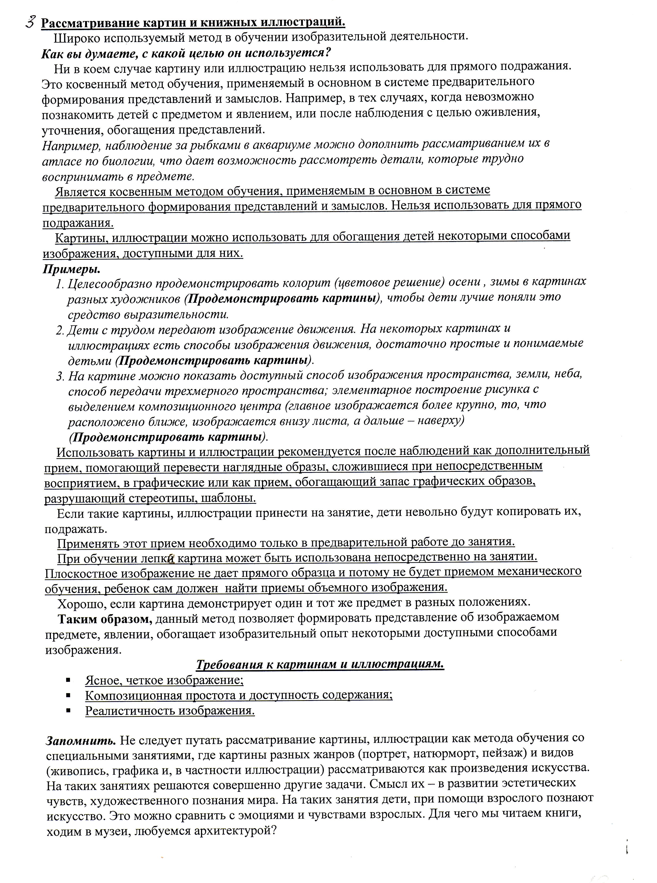 3 Рассматривание картин и книжных иллюстраций.
Широко используемый метод в обучении изобразительной деятельности.
Как вы думаете, с какой целью он используется?
Ни в коем случае картину или иллюстрацию нельзя использовать для прямого подражания.
Это косвенный метод обучения, применяемый в основном в системе предварительного
формирования представлений и замыслов. Например, в тех случаях, когда невозможно
познакомить детей с предметом и явлением, или после наблюдения с целью оживления,
уточнения, обогащения представлений.
Например, наблюдение за рыбками в аквариуме можно дополнить рассматриванием их в
атласе по биологии, что дает возможность рассмотреть детали, которые трудно
воспринимать в предмете.
Является косвенным методом обучения, применяемым в основном в системе
предварительного формирования представлений и замыслов. Нельзя использовать для прямого
подражания.
Картины, иллюстрации можно использовать для обогащения детей некоторыми способами
изображения, доступными для них.
Примеры.
1. Целесообразно продемонстрировать колорит (цветовое решение) осени , зимы в картинах
разных художников (Продемонстрировать картины), чтобы дети лучше поняли это
средство выразительности.
2. Дети с трудом передают изображение движения. На некоторых картинах и
иллюстрациях есть способы изображения движения, достаточно простые и понимаемые
детьми (Продемонстрировать картины).
3. На картине можно показать доступный способ изображения пространства, земли, неба,
способ передачи трехмерного пространства; элементарное построение рисунка с
выделением композиционного центра (главное изображается более крупно, то, что
расположено ближе, изображается внизу листа, а дальше – наверху)
(Продемонстрировать картины).
Использовать картины и иллюстрации рекомендуется после наблюдений как дополнительный
прием, помогающий перевести наглядные образы, сложившиеся при непосредственным
восприятием, в графические или как прием, обогащающий запас графических образов,
разрушающий стереотипы, шаблоны.
Если такие картины, иллюстрации принести на занятие, дети невольно будут копировать их,
подражать.
Применять этот прием необходимо только в предварительной работе до занятия.
При обучении лепкй картина может быть использована непосредственно на занятии.
Плоскостное изображение не дает прямого образца и потому не будет приемом механического
обучения, ребенок сам должен найти приемы объемного изображения.
Хорошо, если картина демонстрирует один и тот же предмет в разных положениях.
Таким образом, данный метод позволяет формировать представление об изображаемом
предмете, явлении, обогащает изобразительный опыт некоторыми доступными способами
изображения.
Требования к картинам и иллюстрациям.
▪ Ясное, четкое изображение;
▪ Композиционная простота и доступность содержания;
▪ Реалистичность изображения.
Запомнить. Не следует путать рассматривание картины, иллюстрации как метода обучения со
специальными занятиями, где картины разных жанров (портрет, натюрморт, пейзаж) и видов
(живопись, графика и, в частности иллюстрации) рассматриваются как произведения искусства.
На таких занятиях решаются совершенно другие задачи. Смысл их – в развитии эстетических
чувств, художественного познания мира. На таких занятия дети, при помощи взрослого познают
искусство. Это можно сравнить с эмоциями и чувствами взрослых. Для чего мы читаем книги,
ходим в музеи, любуемся архитектурой?